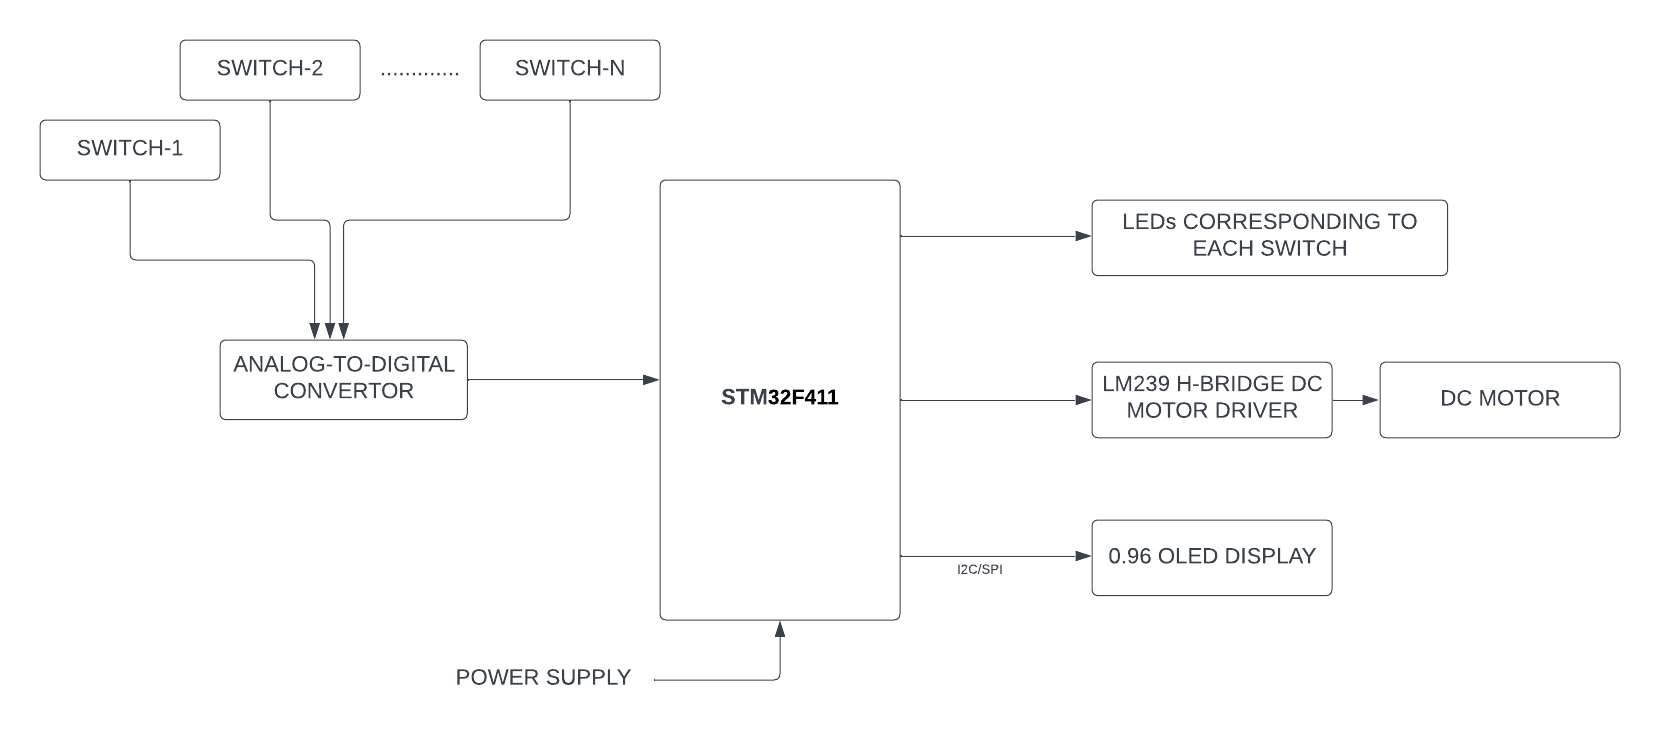 SWITCH-2
.............
SWITCH-N
SWITCH-1
LEDs CORRESPONDING TO
EACH SWITCH
ANALOG-TO-DIGITAL
CONVERTOR
STM32F411
LM239 H-BRIDGE DC
MOTOR DRIVER
DC MOTOR
0.96 OLED DISPLAY
I2C/SPI
POWER SUPPLY